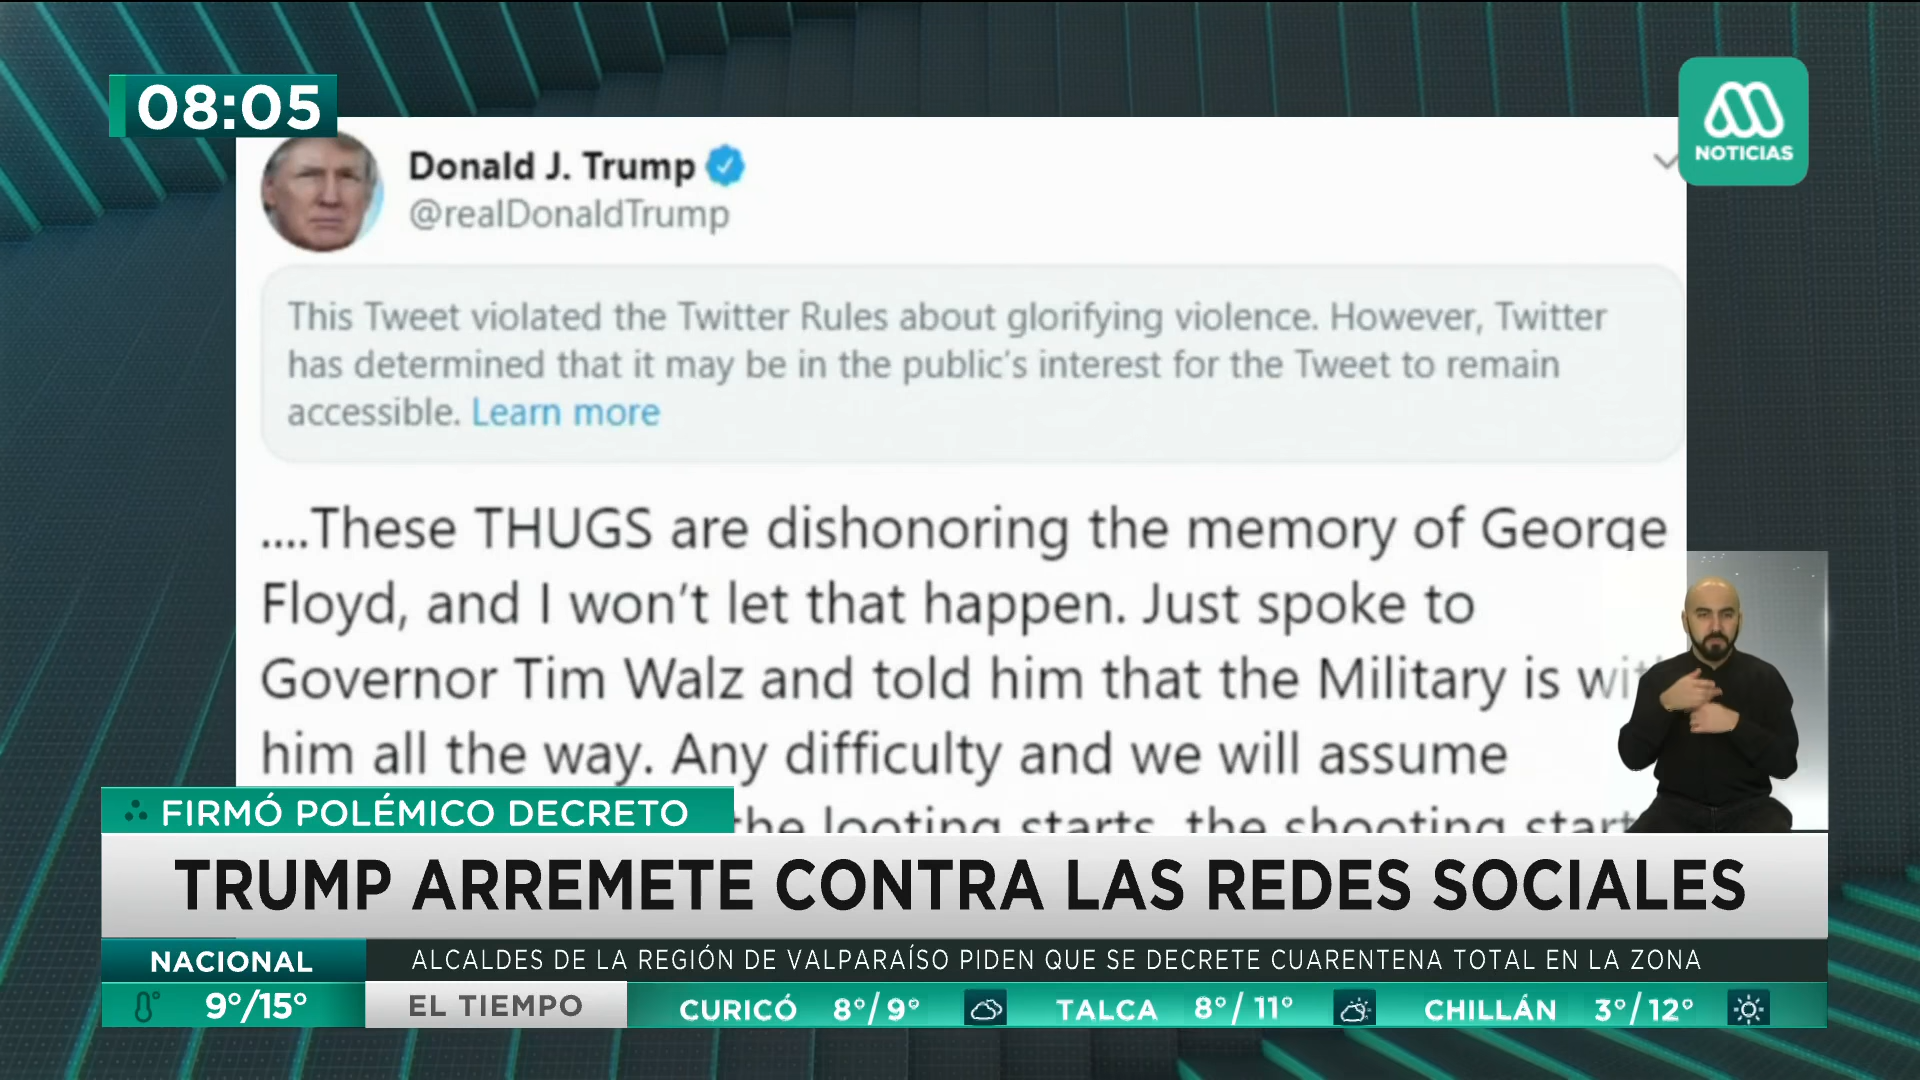 08:05
NOTICIAS
Donald J. Trump
@realDonaldTrump
This Tweet violated the Twitter Rules about glorifying violence. However, Twitter
has determined that it may be in the public's interest for the Tweet to remain
accessible. Learn more
....These THUGS are dishonoring the memory of George
Floyd, and I won't let that happen. Just spoke to
Governor Tim Walz and told him that the Military is
him all the way. Any difficulty and we will assume
the looting starts, the shooting
FIRMÓ POLÉMICO DECRETO
TRUMP ARREMETE CONTRA LAS REDES SOCIALES
NACIONAL
ALCALDES DE LA REGIÓN DE VALPARAÍSO PIDEN QUE SE DECRETE CUARENTENA TOTAL EN LA ZONA
9°/15° EL TIEMPO CURICÓ 8°/9° TALCA 8°/11° CHILLÁN 3°/12°